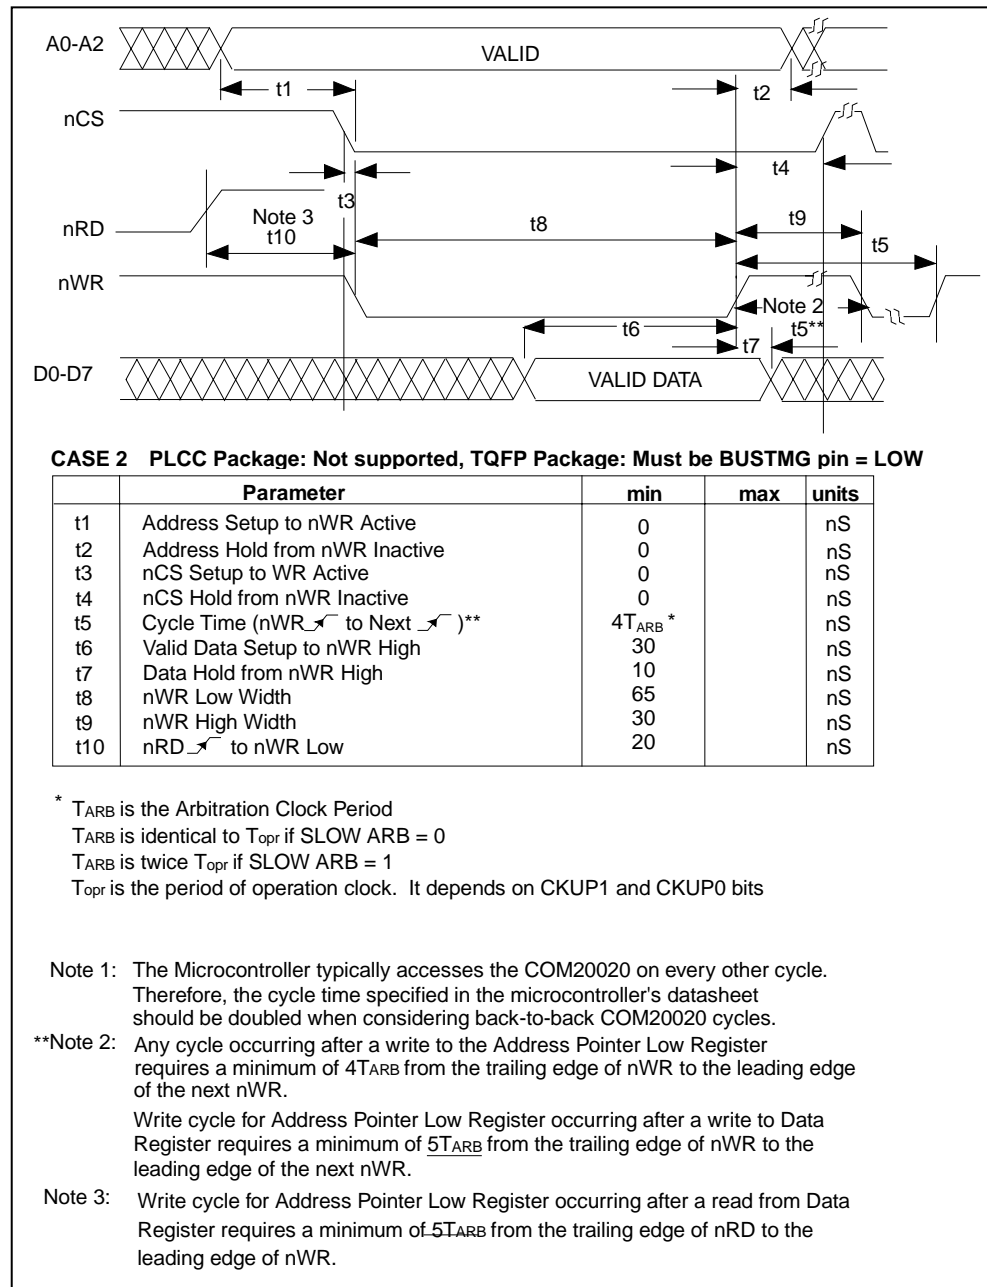 A0-A2
VALID
t1
t2
nCS
t4
t3
nRD
Note 3
t10
t8
t9
t5
nWR
Note 2
t5**
t6
t7
D0-D7
VALID DATA
CASE 2 PLCC Package: Not supported, TQFP Package: Must be BUSTMG pin = LOW
Parameter min max units
t1 Address Setup to nWR Active 0 nS
t2 Address Hold from nWR Inactive 0 nS
t3 nCS Setup to WR Active 0 nS
t4 nCS Hold from nWR Inactive 0 nS
t5 Cycle Time (nWR to Next )** 4TARB * nS
t6 Valid Data Setup to nWR High 30 nS
t7 Data Hold from nWR High 10 nS
t8 nWR Low Width 65 nS
t9 nWR High Width 30 nS
t10 nRD to nWR Low 20 nS
* TARB is the Arbitration Clock Period
TARB is identical to Topr if SLOW ARB = 0
TARB is twice Topr if SLOW ARB = 1
Topr is the period of operation clock. It depends on CKUP1 and CKUP0 bits
Note 1: The Microcontroller typically accesses the COM20020 on every other cycle.
Therefore, the cycle time specified in the microcontroller's datasheet
should be doubled when considering back-to-back COM20020 cycles.
**Note 2: Any cycle occurring after a write to the Address Pointer Low Register
requires a minimum of 4TARB from the trailing edge of nWR to the leading edge
of the next nWR.
Write cycle for Address Pointer Low Register occurring after a write to Data
Register requires a minimum of 5TARB from the trailing edge of nWR to the
leading edge of the next nWR.
Note 3: Write cycle for Address Pointer Low Register occurring after a read from Data
Register requires a minimum of 5TARB from the trailing edge of nRD to the
leading edge of nWR.